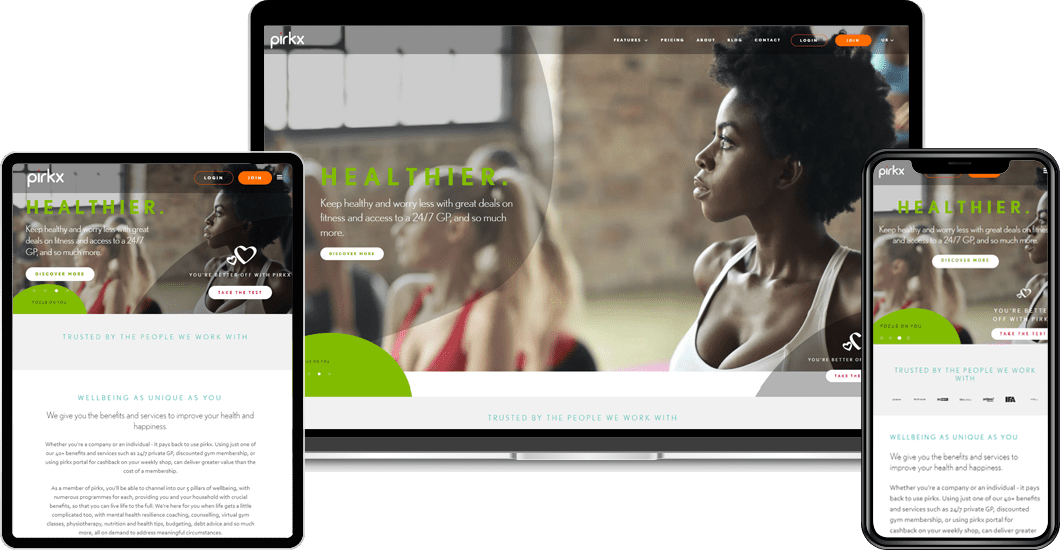 pirkx
FEATURES
PRICING
ABOUT
BLOG
CONTACT
LOGIN
JOIN
UK
HEALTHIER.
Keep healthy and worry less with great deals on
fitness and access to a 24/7 GP, and so much
more.
DISCOVER MORE
ON YOU
YOU'RE BETTER OF
TAKE THE
TRUSTED BY THE PEOPLE WE WORK WITH
pirkx
LOGIN
JOIN
HEALTHIER.
Keep healthy and worry less with great
deals on fitness and access to a 24/7
GP, and so much more.
DISCOVER MORE
YOU'RE BETTER OFF WITH PIRKX
TAKE THE TEST
FOCUS ON YOU
TRUSTED BY THE PEOPLE WE WORK WITH
WELLBEING AS UNIQUE AS YOU
We give you the benefits and services to improve your health and
happiness.
Whether you're a company or an individual - it pays back to use pirkx. Using just one of
our 40+ benefits and services such as 24/7 private GP, discounted gym membership, or
using pirkx portal for cashback on your weekly shop, can deliver greater value than the
cost of a membership.
As a member of pirkx, you'll be able to channel into our 5 pillars of wellbeing, with
numerous programmes for each, providing you and your household with crucial
benefits, so that you can live life to the full. We're here for you when life gets a little
complicated too, with mental health resilience coaching, counselling, virtual gym
classes, physiotherapy, nutrition and health tips, budgeting, debt advice and so much
more, all on demand to address meaningful circumstances.
pirkx
HEALTHIER.
Keep healthy and worry less with great deals on fitn
and access to a 24/7 GP, and so much more.
DISCOVER MORE
YOU'RE BETTE
OFF WITH PIRK
TAKE THE TEST
FOCUS ON YOU
TRUSTED BY THE PEOPLE WE WORK
WITH
IFA
WELLBEING AS UNIQUE AS YOU
We give you the benefits and services to
improve your health and happiness.
Whether you're a company or an individual - it pays
back to use pirkx. Using just one of our 40+ benefits
and services such as 24/7 private GP, discounted
gym membership, or using pirkx portal for cashback
on your weekly shop, can deliver greater